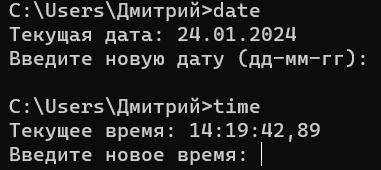 C:\Users\Дмитрий>date
Текущая дата: 24.01.2024
Введите новую дату (дд-мм-гг):
C:\Users\Дмитрий>time
Текущее время: 14:19:42,89
Введите новое время: